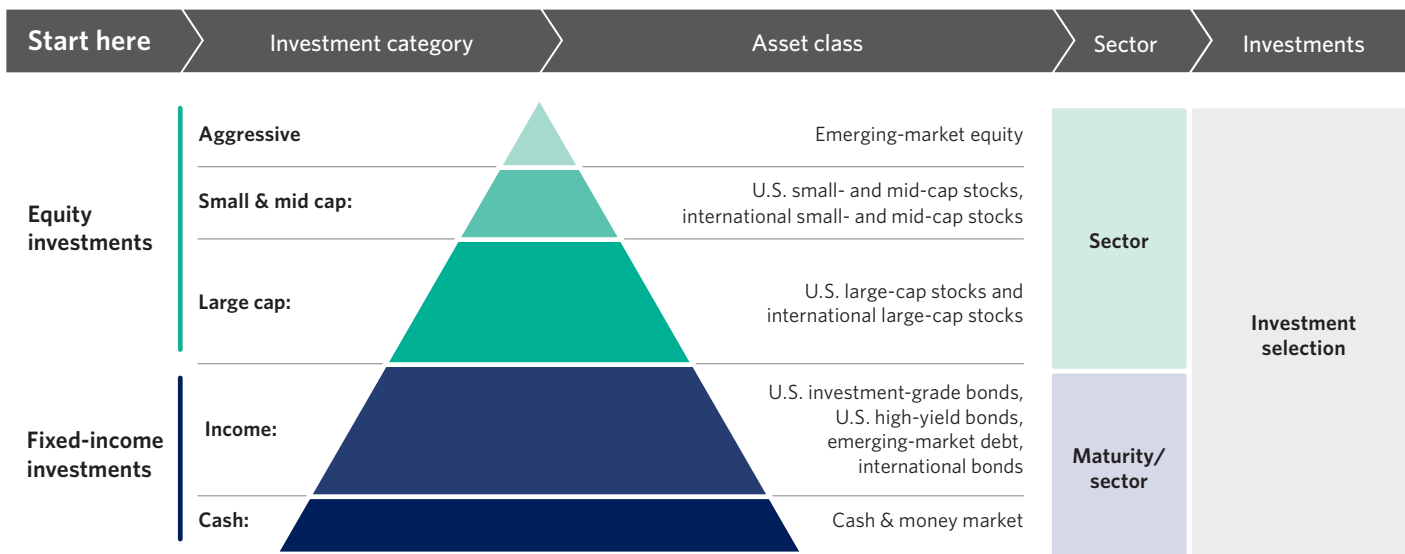 Start here
Investment category
Asset class
Sector
Investments
Equity
investments
Aggressive
Emerging-market equity
Small & mid cap:
U.S. small- and mid-cap stocks,
international small- and mid-cap stocks
Large cap:
U.S. large-cap stocks and
international large-cap stocks
Sector
Investment
selection
Fixed-income
investments
Income:
U.S. investment-grade bonds,
U.S. high-yield bonds,
emerging-market debt,
international bonds
Maturity/
sector
Cash:
Cash & money market